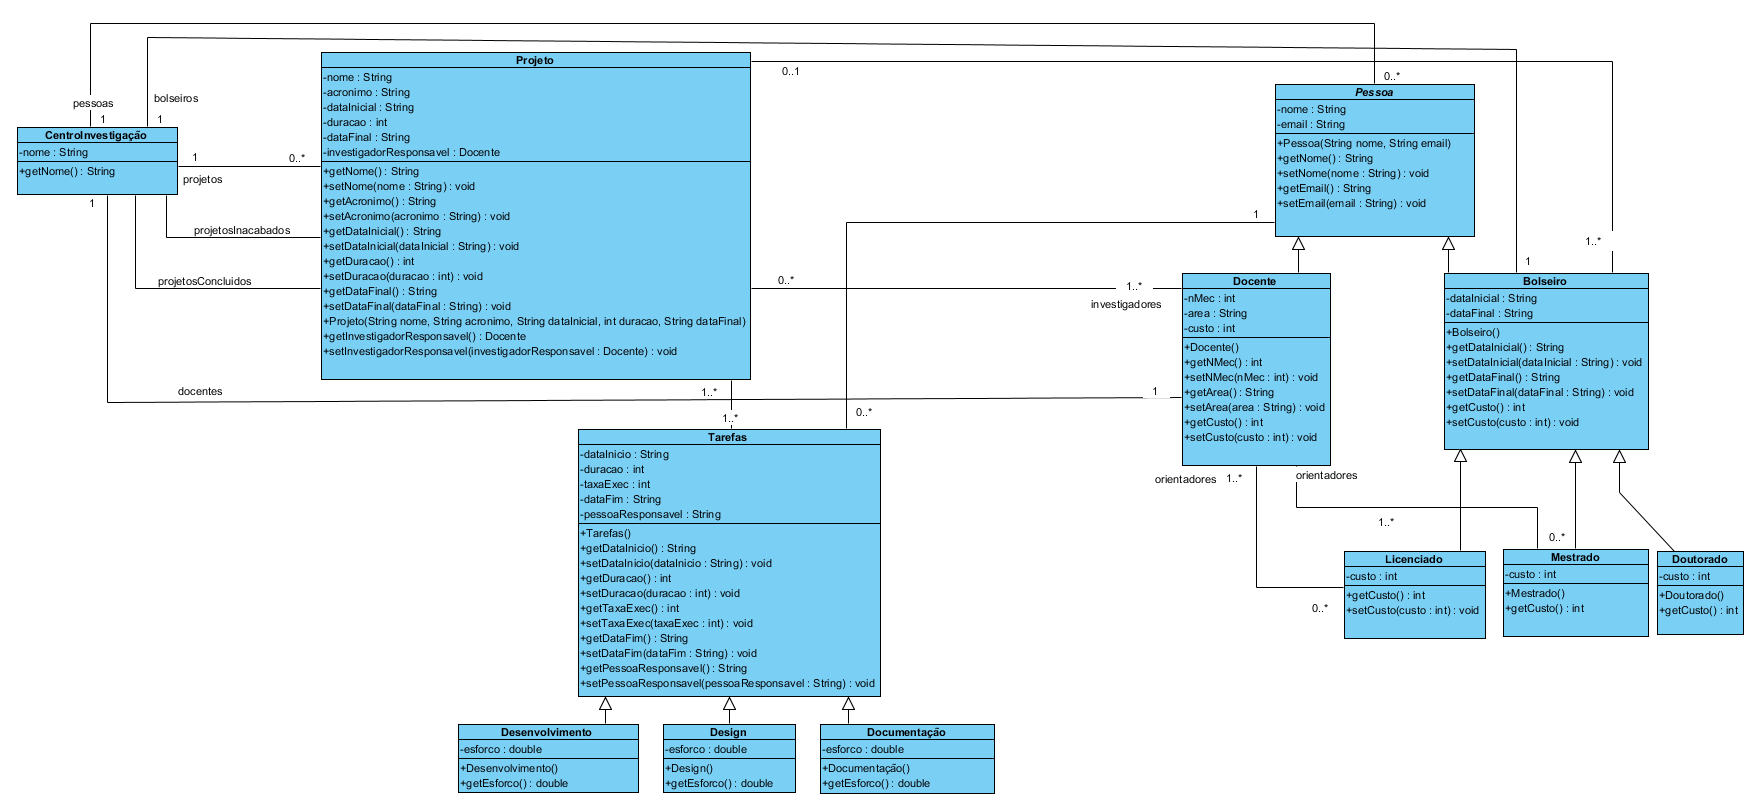 pessoas
1
bolseiros
1
CentroInvestigação
-nome : String
+getNome() : String
1
0..*
projetos
1
projetosInacabados
projetosConcluidos
docentes
1
Projeto
-nome : String
-acronimo : String
-dataInicial : String
-duracao : int
-dataFinal : String
-investigadorResponsavel : Docente
+getNome() : String
+setNome(nome : String) : void
+getAcronimo() : String
+setAcronimo(acronimo : String) : void
+getDataInicial() : String
+setDataInicial(dataInicial : String) : void
+getDuracao() : int
+setDuracao(duracao : int) : void
+getDataFinal() : String
+setDataFinal(dataFinal : String) : void
+Projeto(String nome, String acronimo, String dataInicial, int duracao, String dataFinal)
+getInvestigadorResponsavel() : Docente
+setInvestigadorResponsavel(investigadorResponsavel : Docente) : void
0..1
0..*
Pessoa
-nome : String
-email : String
+Pessoa(String nome, String email)
+getNome() : String
+setNome(nome : String) : void
+getEmail() : String
+setEmail(email : String) : void
1
1..*
1
0..*
1..*
investigadores
Docente
-nMec : int
-area : String
-custo : int
+Docente()
+getNMec() : int
+setNMec(nMec : int) : void
+getArea() : String
+setArea(area : String) : void
+getCusto() : int
+setCusto(custo : int) : void
Bolseiro
-dataInicial : String
-dataFinal : String
+Bolseiro()
+getDataInicial() : String
+setDataInicial(dataInicial : String) : void
+getDataFinal() : String
+setDataFinal(dataFinal : String) : void
+getCusto() : int
+setCusto(custo : int) : void
1..*
1..*
0..*
Tarefas
-dataInicio : String
-duracao : int
-taxaExec : int
-dataFim : String
-pessoaResponsavel : String
+Tarefas()
+getDataInicio() : String
+setDataInicio(dataInicio : String) : void
+getDuracao() : int
+setDuracao(duracao : int) : void
+getTaxaExec() : int
+setTaxaExec(taxaExec : int) : void
+getDataFim() : String
+setDataFim(dataFim : String) : void
+getPessoaResponsavel() : String
+setPessoaResponsavel(pessoaResponsavel : String) : void
orientadores
1..*
orientadores
1..*
0..*
0..*
Licenciado
-custo : int
+getCusto() : int
+setCusto(custo : int) : void
Mestrado
-custo : int
+Mestrado()
+getCusto() : int
Doutorado
-custo : int
+Doutorado()
+getCusto() : int
Desenvolvimento
-esforco : double
+Desenvolvimento()
+getEsforco() : double
Design
-esforco : double
+Design()
+getEsforco() : double
Documentação
-esforco : double
+Documentação()
+getEsforco() : double